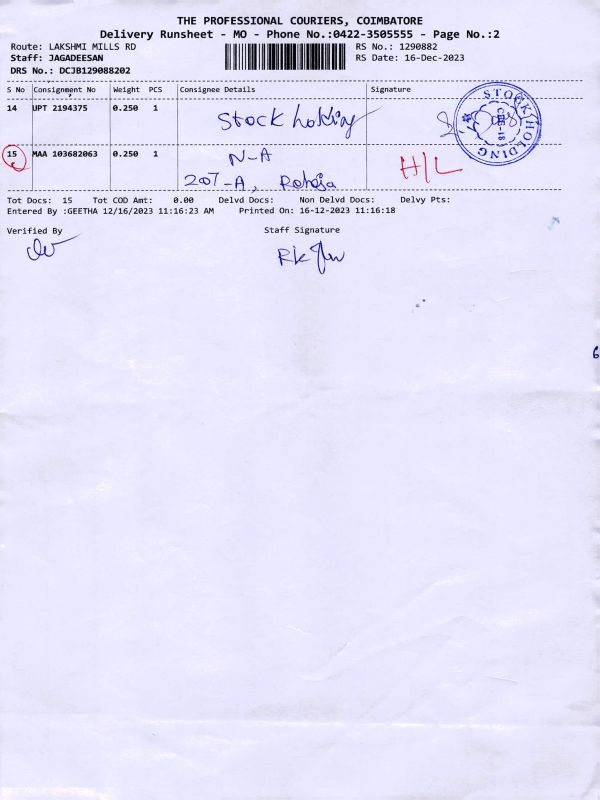 THE PROFESSIONAL COURIERS, COIMBATORE
Delivery Runsheet - MO - Phone No.:0422-3505555 - Page No.:2
Route: LAKSHMI MILLS RD
RS No.: 1290882
Staff: JAGADEESAN
RS Date: 16-Dec-2023
DRS No.: DCJB129088202
S No Consignment No Weight PCS Consignee Details Signature
14 UPT 2194375 0.250 1 Stock holding
STOCK HOLDING
15 MAA 103682063 0.250 1 N-A H/L
207-A, Raheja
Tot Docs: 15 Tot COD Amt: 0.00 Delvd Docs: Non Delvd Docs: Delvy Pts:
Entered By :GEETHA 12/16/2023 11:16:23 AM Printed On: 16-12-2023 11:16:18
Verified By Staff Signature
6